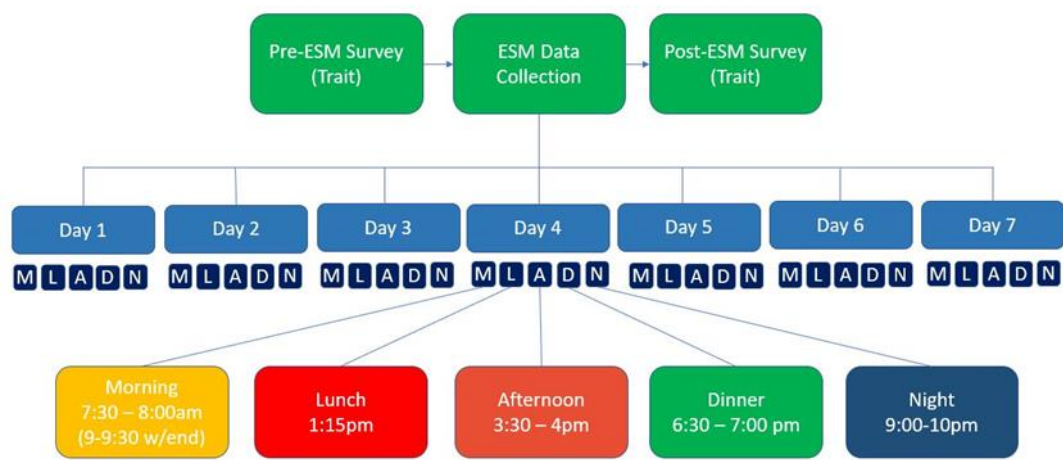 Pre-ESM Survey
(Trait)
ESM Data
Collection
Post-ESM Survey
(Trait)
Day 1
Day 2
Day 3
Day 4
Day 5
Day 6
Day 7
M L A D N
M L A D N
M L A D N
M L A D N
M L A D N
M L A D N
M L A D N
Morning
7:30 – 8:00am
(9-9:30 w/end)
Lunch
1:15pm
Afternoon
3:30 – 4pm
Dinner
6:30 – 7:00 pm
Night
9:00-10pm